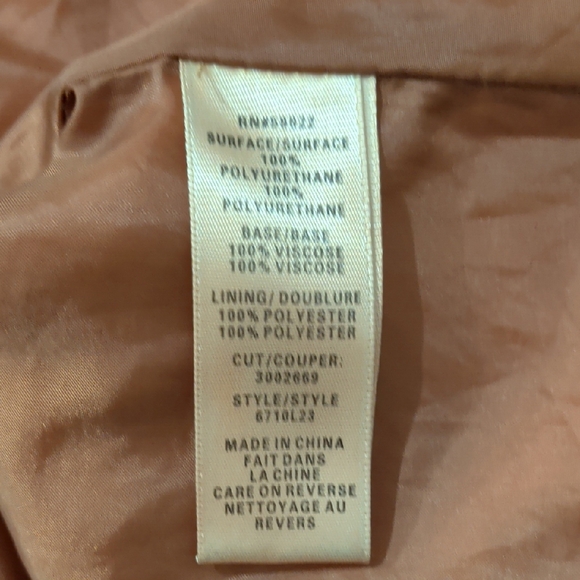 RN#59822
SURFACE/SURFACE
100%
POLYURETHANE
100%
POLYURETHANE
BASE/BASE
100% VISCOSE
100% VISCOSE
LINING/ DOUBLURE
100% POLYESTER
100% POLYESTER
CUT/COUPER:
3002669
STYLE/STYLE
6710L23
MADE IN CHINA
FAIT DANS
LA CHINE
CARE ON REVERSE
NETTOYAGE AU
REVERS